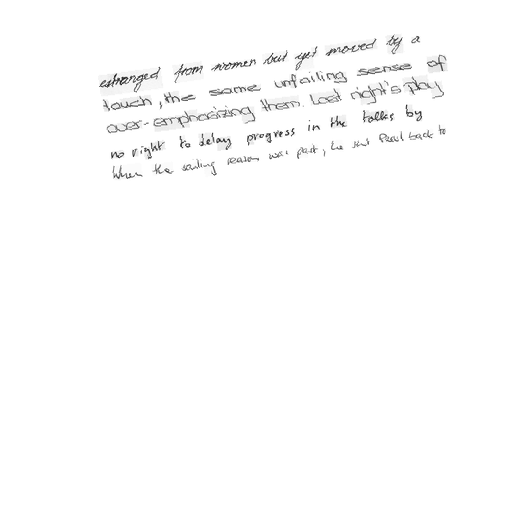 estranged from women but yet moved by a
touch, the same unfailing sense of
over-emphasizing them. Last night's play
no right to delay progress in the talks by
When the sailing season was past, he sent Paul back to